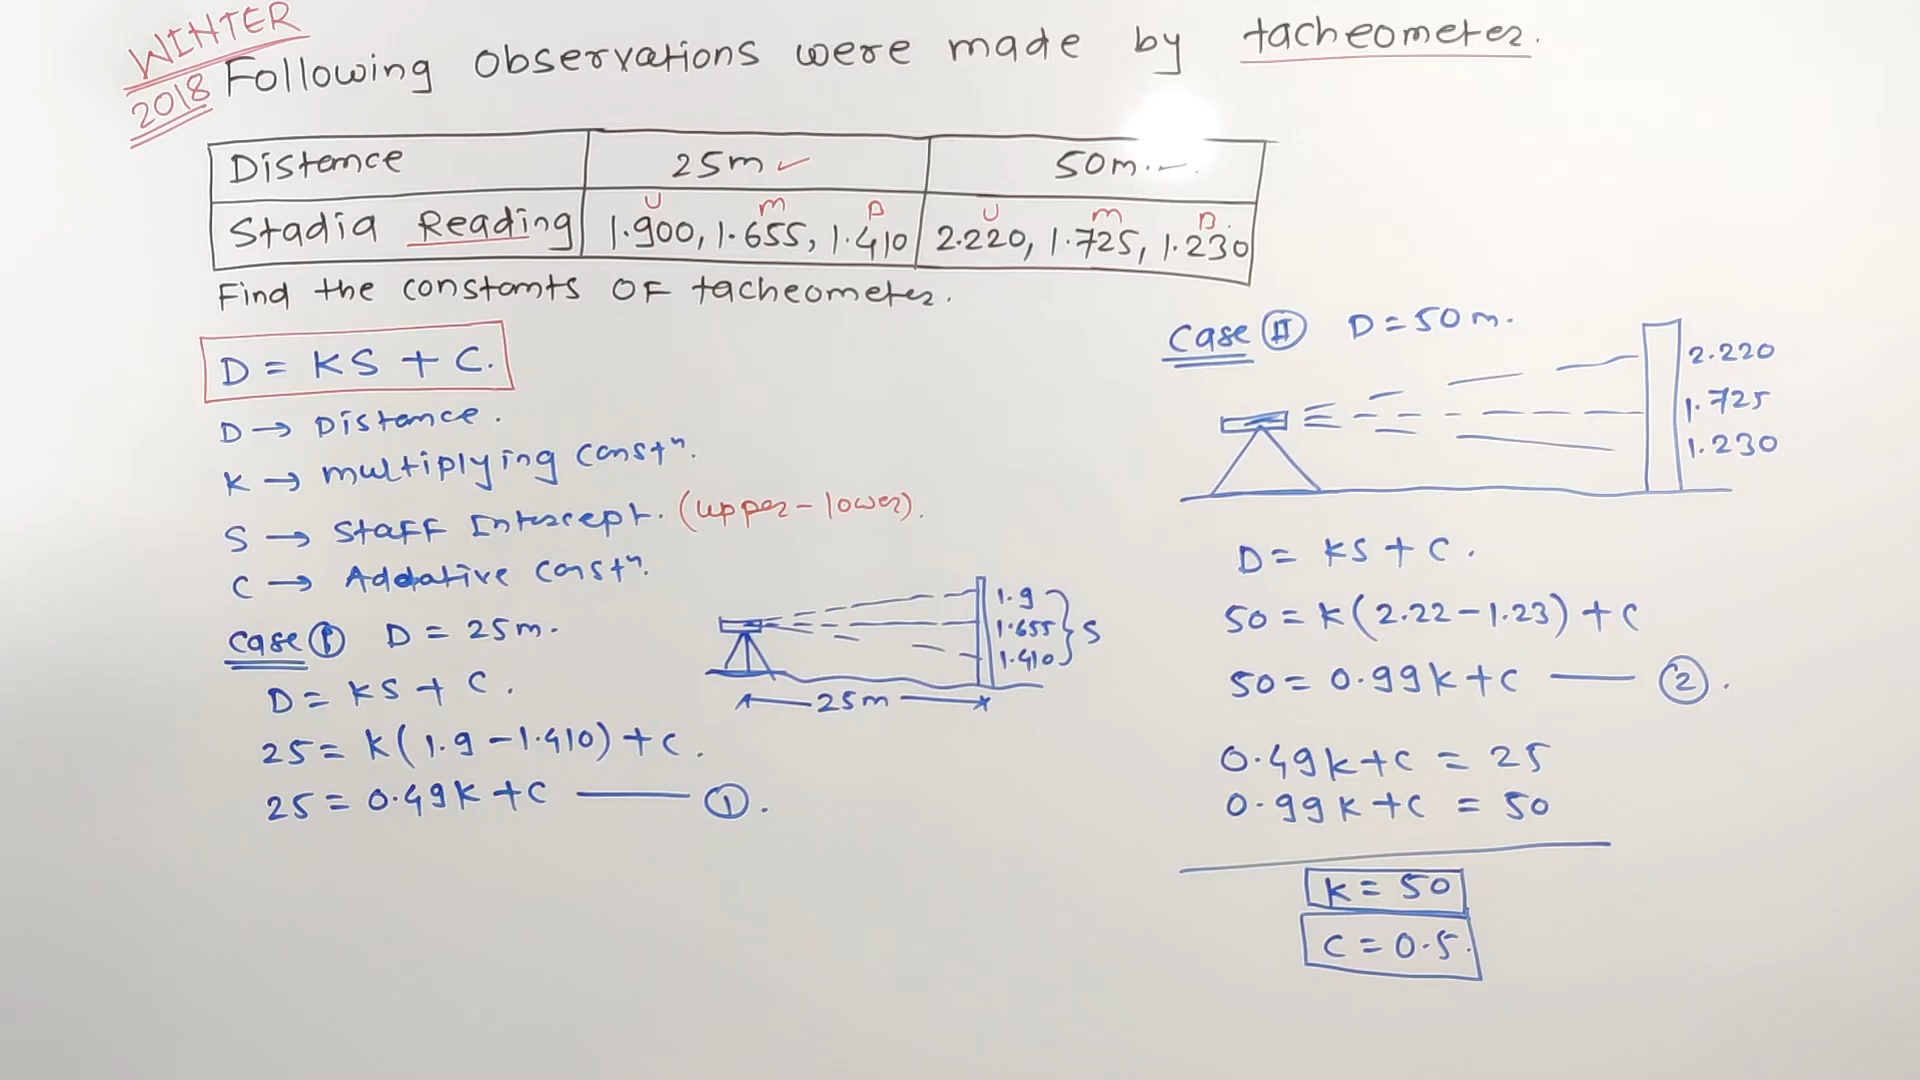 WINTER
2018
Following observations were made by tacheometer.
Distance 25m 50m.
U m B U m B.
Stadia Reading 1.900, 1.655, 1.410 2.220, 1.725, 1.230
Find the constants OF tacheometer.
D = KS + C.
D → Distance.
K → multiplying constⁿ.
S → Staff Intercept. (upper - lower).
C → Addative constⁿ.
Case I D = 25m.
D = KS + C.
25 = K(1.9 - 1.410) + C.
25 = 0.49K + C —— 1.
1.9
1.655 } S
1.410
25m
Case II D = 50m.
2.220
1.725
1.230
D = KS + C.
50 = K(2.22 - 1.23) + C
50 = 0.99K + C —— 2.
0.49K + C = 25
0.99K + C = 50
K = 50
C = 0.5.